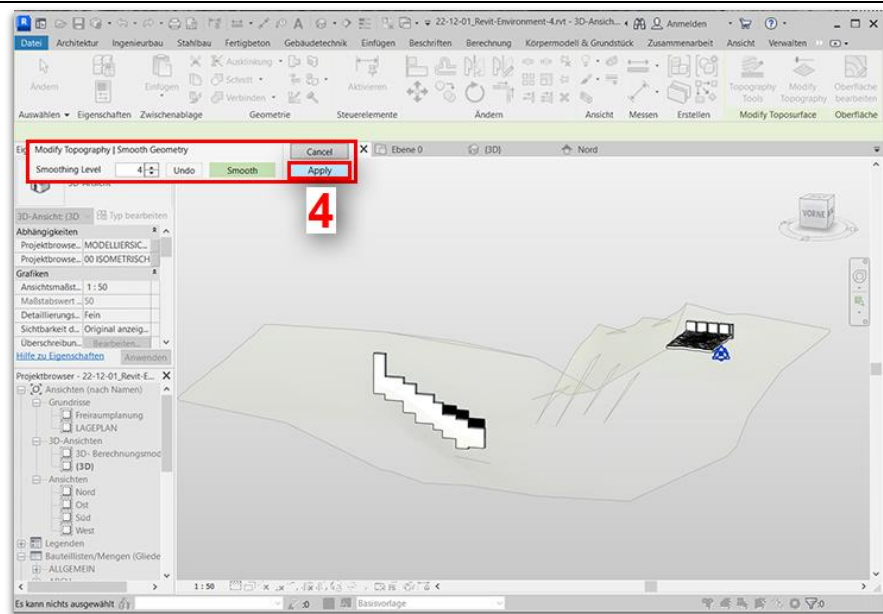 22-12-01_Revit-Environment-4.rvt - 3D-Ansich... Anmelden
Datei Architektur Ingenieurbau Stahlbau Fertigbeton Gebäudetechnik Einfügen Beschriften Berechnung Körpermodell & Grundstück Zusammenarbeit Ansicht Verwalten
Ausklinkung
Schnitt
Verbinden
Ändern Einfügen Aktivieren Topography Tools Modify Topography Oberfläche bearbeiten
Auswählen Eigenschaften Zwischenablage Geometrie Steuerelemente Ändern Ansicht Messen Erstellen Modify Toposurface Oberfläche
Modify Topography | Smooth Geometry Cancel
Ebene 0 {3D} Nord
Smoothing Level 4 Undo Smooth Apply
3D-Ansicht
4
VORNE
3D-Ansicht: {3D Typ bearbeiten
Abhängigkeiten
Projektbrowse... MODELLIERSIC...
Projektbrowse... 00 ISOMETRISCH
Grafiken
Ansichtsmaßst... 1 : 50
Maßstabswert ... 50
Detaillierungs... Fein
Sichtbarkeit d... Original anzeig...
Überschreibun... Bearbeiten...
Hilfe zu Eigenschaften Anwenden
Projektbrowser - 22-12-01_Revit-E...
Ansichten (nach Namen)
Grundrisse
Freiraumplanung
LAGEPLAN
3D-Ansichten
3D- Berechnungsmod
{3D}
Ansichten
Nord
Ost
Süd
West
Legenden
Bauteillisten/Mengen (Gliede
ALLGEMEIN
1 : 50
Es kann nichts ausgewählt :0 Basisvorlage :0